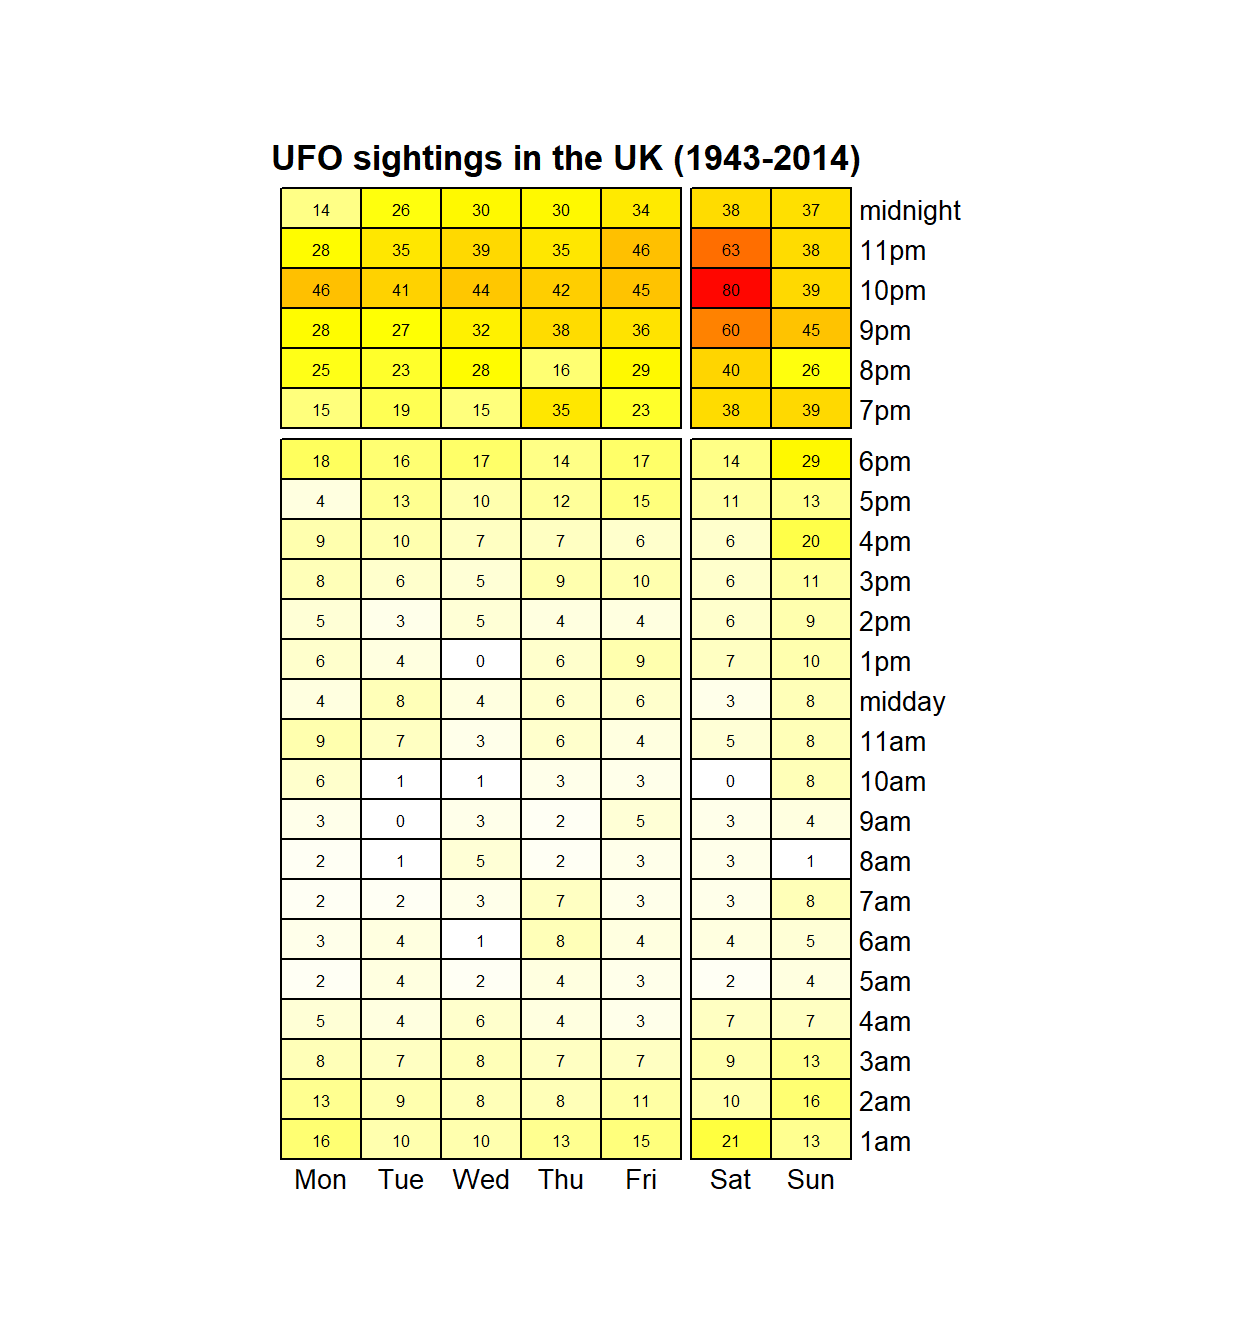 UFO sightings in the UK (1943-2014)
14 26 30 30 34 38 37 midnight
28 35 39 35 46 63 38 11pm
46 41 44 42 45 80 39 10pm
28 27 32 38 36 60 45 9pm
25 23 28 16 29 40 26 8pm
15 19 15 35 23 38 39 7pm
18 16 17 14 17 14 29 6pm
4 13 10 12 15 11 13 5pm
9 10 7 7 6 6 20 4pm
8 6 5 9 10 6 11 3pm
5 3 5 4 4 6 9 2pm
6 4 0 6 9 7 10 1pm
4 8 4 6 6 3 8 midday
9 7 3 6 4 5 8 11am
6 1 1 3 3 0 8 10am
3 0 3 2 5 3 4 9am
2 1 5 2 3 3 1 8am
2 2 3 7 3 3 8 7am
3 4 1 8 4 4 5 6am
2 4 2 4 3 2 4 5am
5 4 6 4 3 7 7 4am
8 7 8 7 7 9 13 3am
13 9 8 8 11 10 16 2am
16 10 10 13 15 21 13 1am
Mon Tue Wed Thu Fri Sat Sun